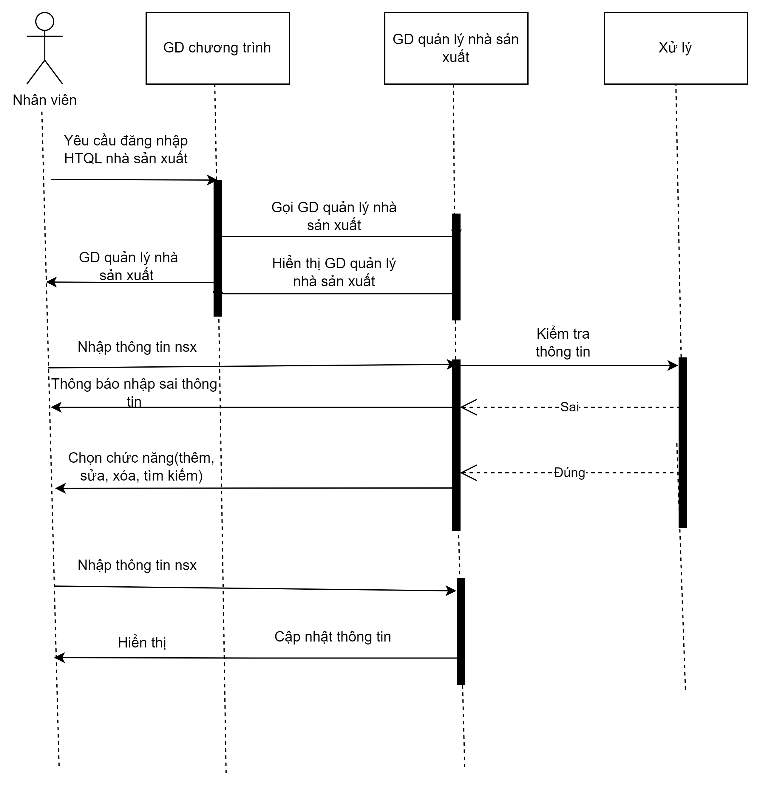 GD chương trình
GD quản lý nhà sản
xuất
Xử lý
Nhân viên
Yêu cầu đăng nhập
HTQL nhà sản xuất
Gọi GD quản lý nhà
sản xuất
GD quản lý nhà
sản xuất
Hiển thị GD quản lý
nhà sản xuất
Kiểm tra
thông tin
Nhập thông tin nsx
Thông báo nhập sai thông
tin
Sai
Chọn chức năng(thêm,
sửa, xóa, tìm kiếm)
Đúng
Nhập thông tin nsx
Hiển thị
Cập nhật thông tin